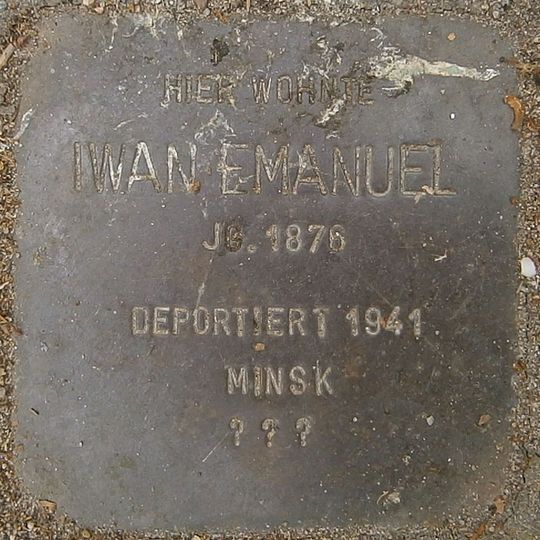 HIER WOHNTE
IWAN EMANUEL
JG. 1876
DEPORTIERT 1941
MINSK
? ? ?